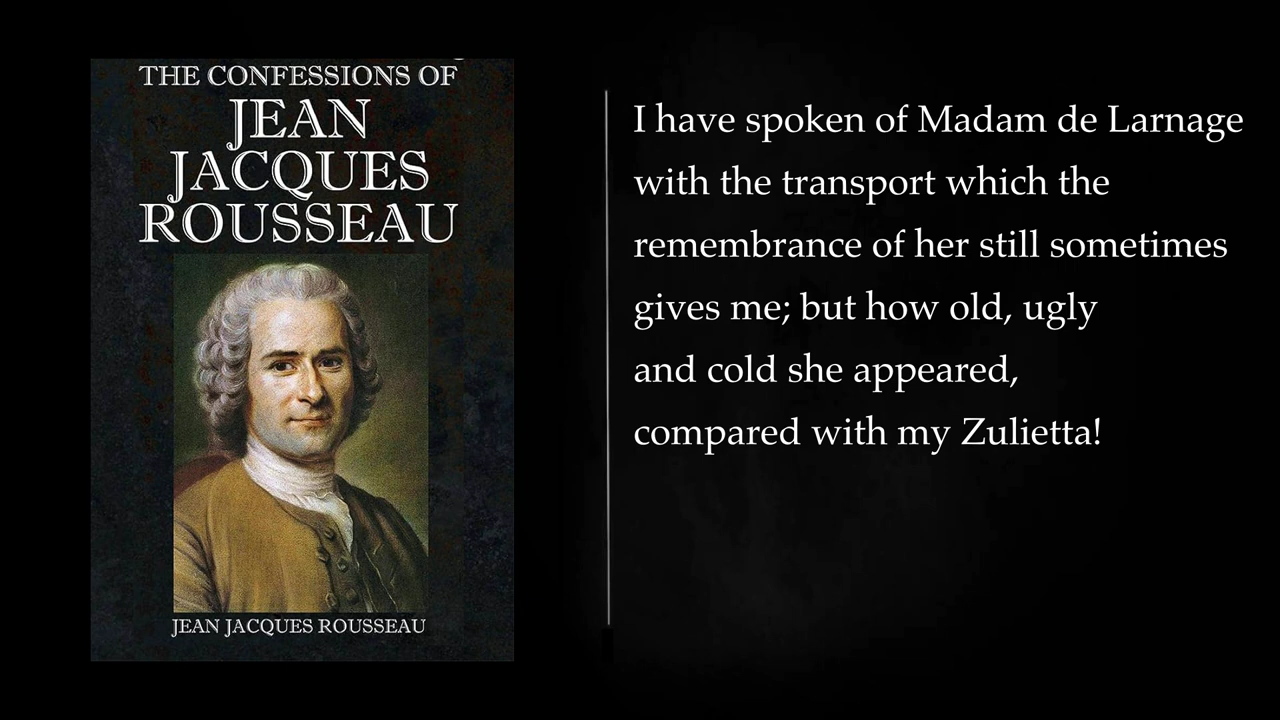 THE CONFESSIONS OF
JEAN
JACQUES
ROUSSEAU
JEAN JACQUES ROUSSEAU
I have spoken of Madam de Larnage
with the transport which the
remembrance of her still sometimes
gives me; but how old, ugly
and cold she appeared,
compared with my Zulietta!